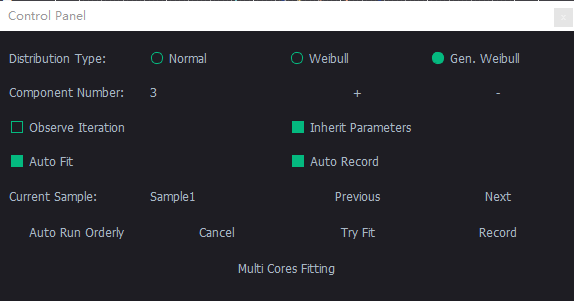 Control Panel
Distribution Type: Normal Weibull Gen. Weibull
Component Number: 3 + -
Observe Iteration Inherit Parameters
Auto Fit Auto Record
Current Sample: Sample1 Previous Next
Auto Run Orderly Cancel Try Fit Record
Multi Cores Fitting